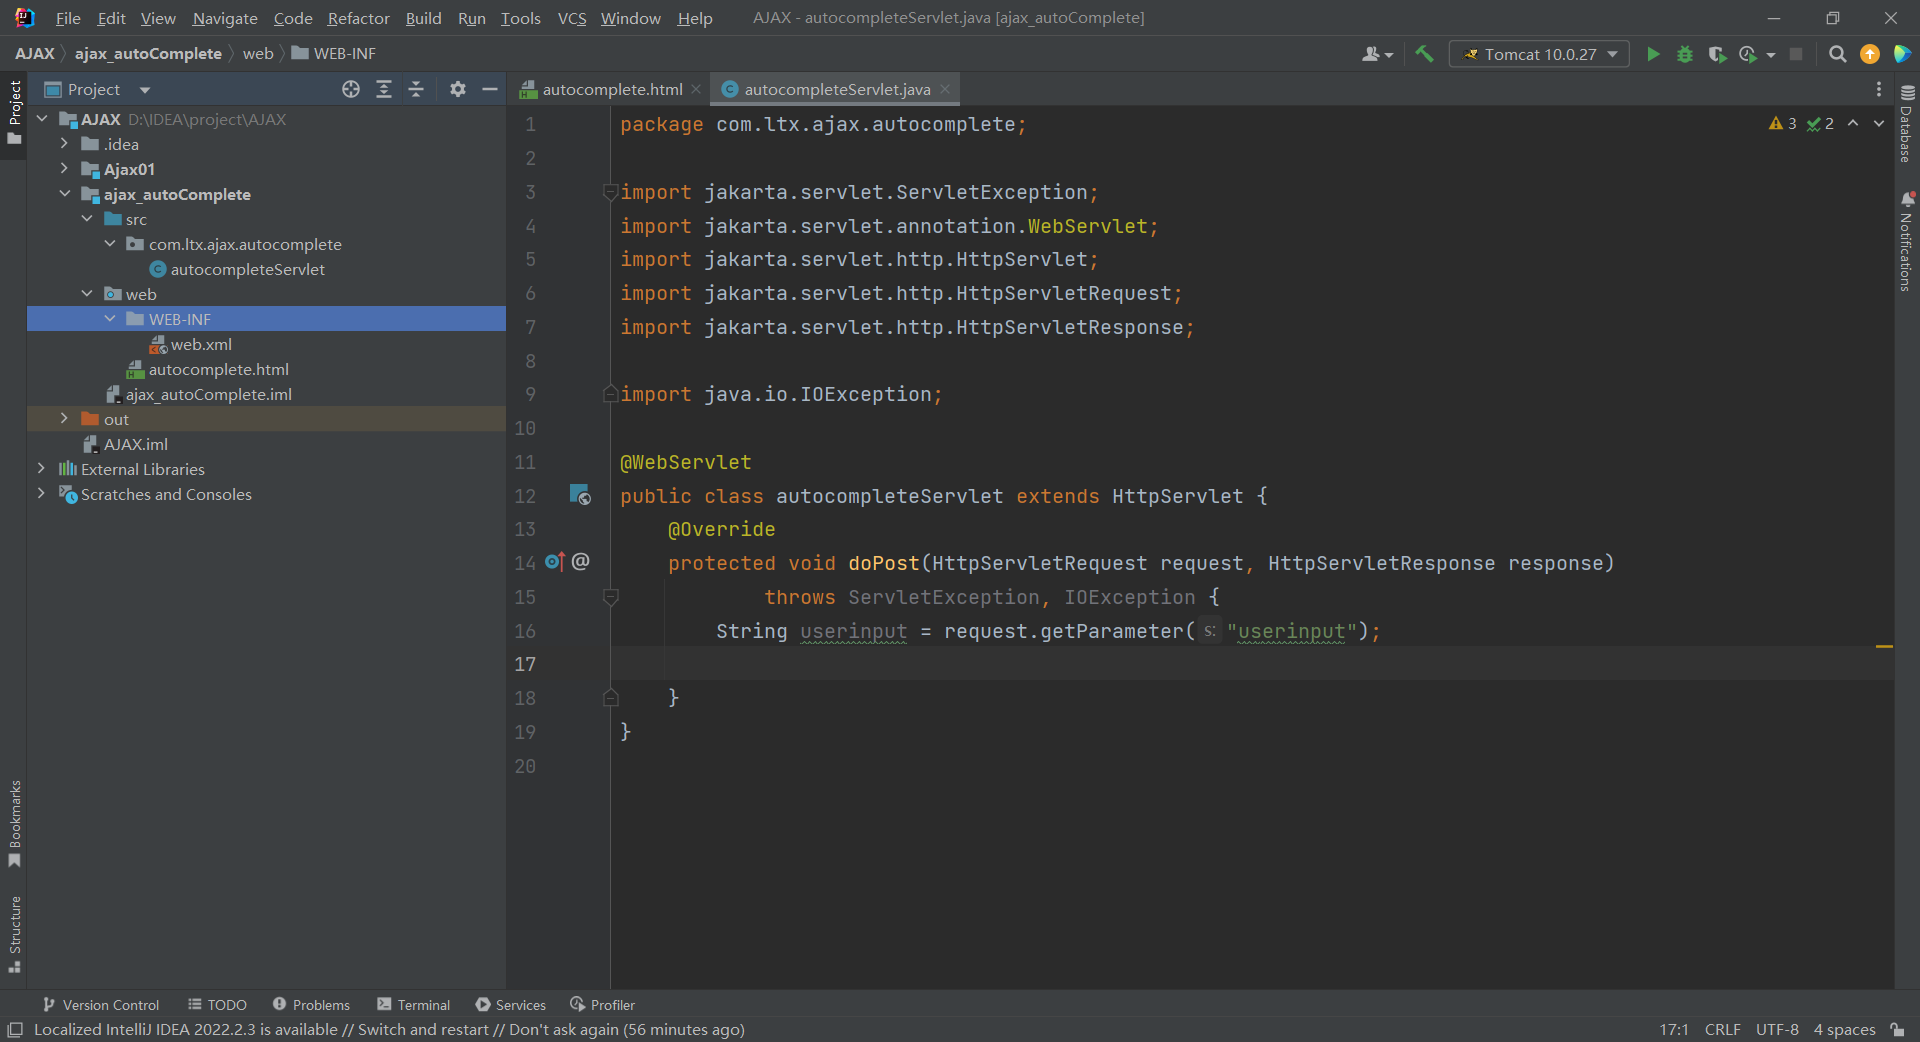 File Edit View Navigate Code Refactor Build Run Tools VCS Window Help AJAX - autocompleteServlet.java [ajax_autoComplete]
AJAX ajax_autoComplete web WEB-INF Tomcat 10.0.27
Project
Project
AJAX D:\IDEA\project\AJAX
.idea
Ajax01
ajax_autoComplete
src
com.ltx.ajax.autocomplete
autocompleteServlet
web
WEB-INF
web.xml
autocomplete.html
ajax_autoComplete.iml
out
AJAX.iml
External Libraries
Scratches and Consoles
Bookmarks
Structure
autocomplete.html autocompleteServlet.java
3 2
1 package com.ltx.ajax.autocomplete;
2
3 import jakarta.servlet.ServletException;
4 import jakarta.servlet.annotation.WebServlet;
5 import jakarta.servlet.http.HttpServlet;
6 import jakarta.servlet.http.HttpServletRequest;
7 import jakarta.servlet.http.HttpServletResponse;
8
9 import java.io.IOException;
10
11 @WebServlet
12 public class autocompleteServlet extends HttpServlet {
13 @Override
14 @ protected void doPost(HttpServletRequest request, HttpServletResponse response)
15 throws ServletException, IOException {
16 String userinput = request.getParameter( s: "userinput");
17
18 }
19 }
20
Database
Notifications
Version Control TODO Problems Terminal Services Profiler
Localized IntelliJ IDEA 2022.2.3 is available // Switch and restart // Don't ask again (56 minutes ago) 17:1 CRLF UTF-8 4 spaces